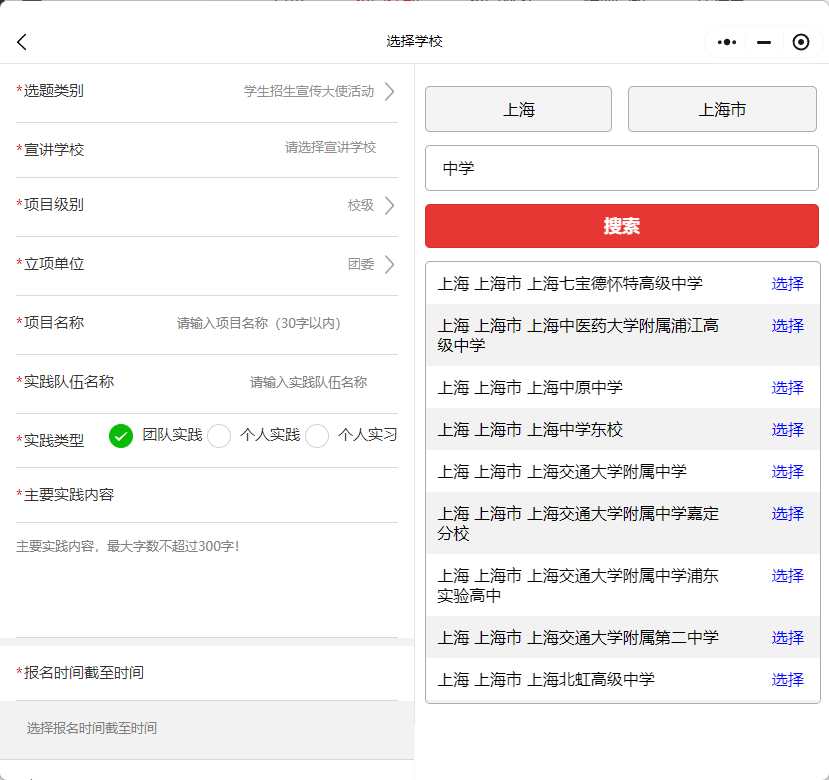 选择学校
*选题类别 学生招生宣传大使活动
*宣讲学校 请选择宣讲学校
*项目级别 校级
*立项单位 团委
*项目名称 请输入项目名称（30字以内）
*实践队伍名称 请输入实践队伍名称
*实践类型 团队实践 个人实践 个人实习
*主要实践内容
主要实践内容，最大字数不超过300字！
*报名时间截至时间
选择报名时间截至时间
上海 上海市
中学
搜索
上海 上海市 上海七宝德怀特高级中学 选择
上海 上海市 上海中医药大学附属浦江高 选择
级中学
上海 上海市 上海中原中学 选择
上海 上海市 上海中学东校 选择
上海 上海市 上海交通大学附属中学 选择
上海 上海市 上海交通大学附属中学嘉定 选择
分校
上海 上海市 上海交通大学附属中学浦东 选择
实验高中
上海 上海市 上海交通大学附属第二中学 选择
上海 上海市 上海北虹高级中学 选择